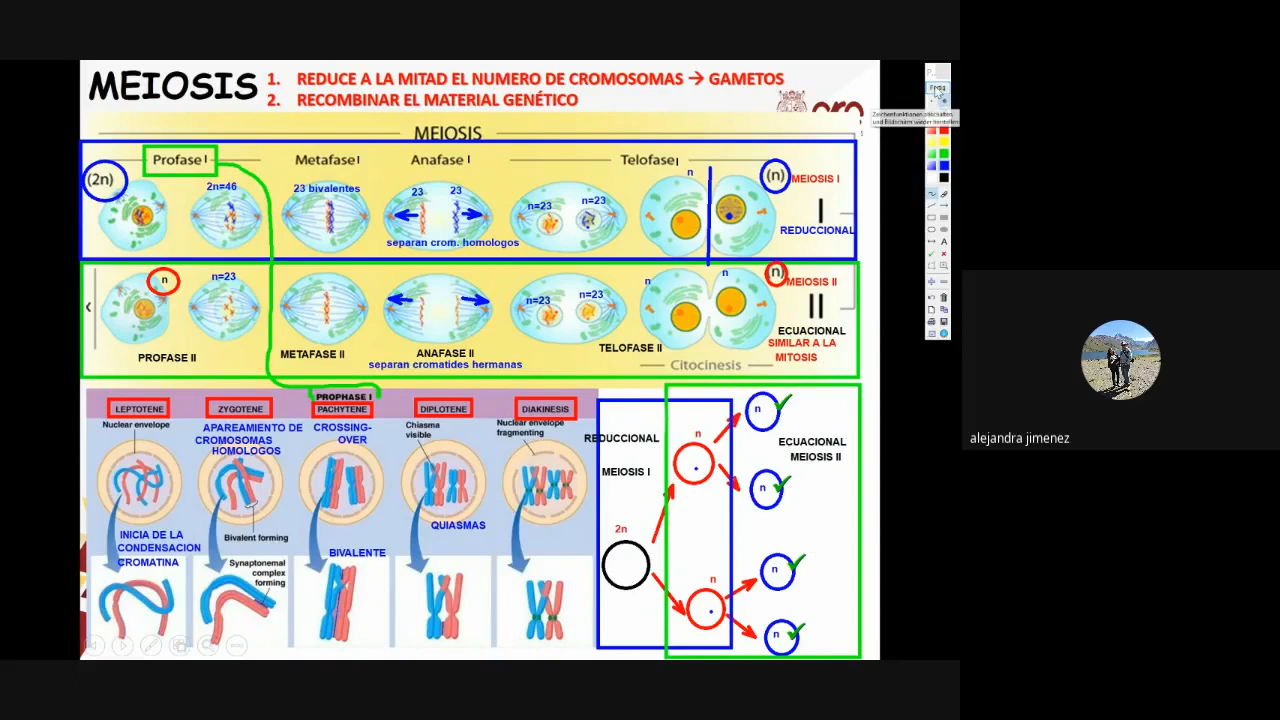 MEIOSIS
1. REDUCE A LA MITAD EL NUMERO DE CROMOSOMAS → GAMETOS
2. RECOMBINAR EL MATERIAL GENÉTICO
Fertig
Zeichenfunktionen
und Bildschirm wiederherstellen
MEIOSIS
Profase I
Metafase I
Anafase I
Telofase I
(2n)
2n=46
23 bivalentes
23
23
n=23
n=23
n
(n)
MEIOSIS I
I
REDUCCIONAL
separan crom. homologos
n
n=23
n=23
n=23
n
n
(n)
MEIOSIS II
II
ECUACIONAL
SIMILAR A LA
MITOSIS
PROFASE II
METAFASE II
ANAFASE II
separan cromatides hermanas
TELOFASE II
Citocinesis
PROPHASE I
LEPTOTENE
ZYGOTENE
PACHYTENE
DIPLOTENE
DIAKINESIS
Nuclear envelope
APAREAMIENTO DE
CROMOSOMAS
HOMOLOGOS
CROSSING-
OVER
Chiasma
visible
Nuclear envelope
fragmenting
INICIA DE LA
CONDENSACION
CROMATINA
Bivalent forming
Synaptonemal
complex
forming
BIVALENTE
QUIASMAS
REDUCCIONAL
MEIOSIS I
2n
n
n
n
n
n
n
ECUACIONAL
MEIOSIS II
alejandra jimenez